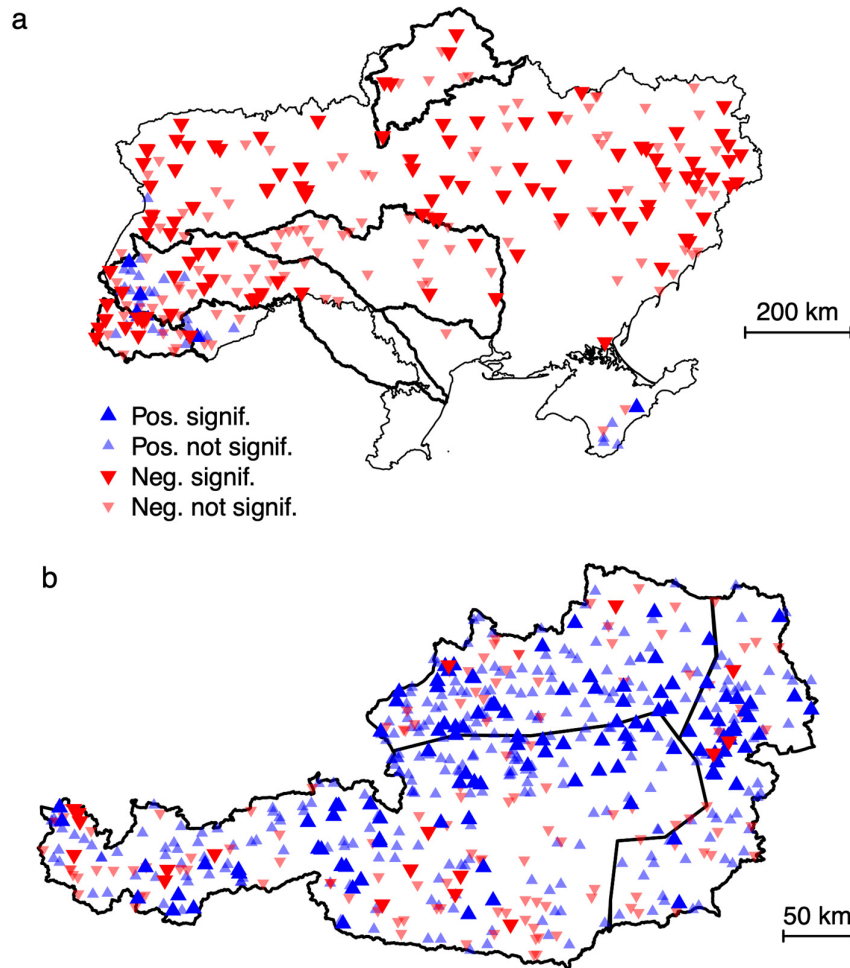 a
200 km
Pos. signif.
Pos. not signif.
Neg. signif.
Neg. not signif.
b
50 km